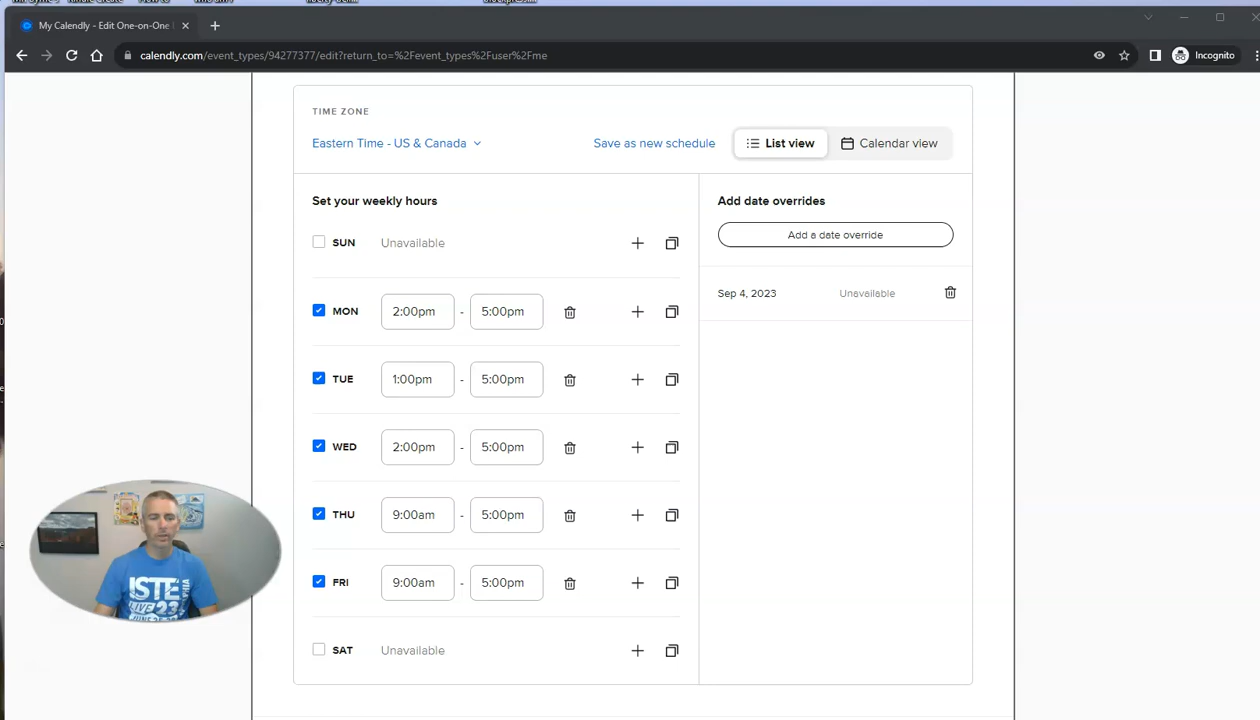 My Calendly - Edit One-on-One
calendly.com/event_types/94277377/edit?return_to=%2Fevent_types%2Fuser%2Fme
Incognito
TIME ZONE
Eastern Time - US & Canada
Save as new schedule
List view
Calendar view
Set your weekly hours
Add date overrides
Add a date override
SUN Unavailable
Sep 4, 2023 Unavailable
MON 2:00pm - 5:00pm
TUE 1:00pm - 5:00pm
WED 2:00pm - 5:00pm
THU 9:00am - 5:00pm
FRI 9:00am - 5:00pm
SAT Unavailable
ISTE
LIVE 23